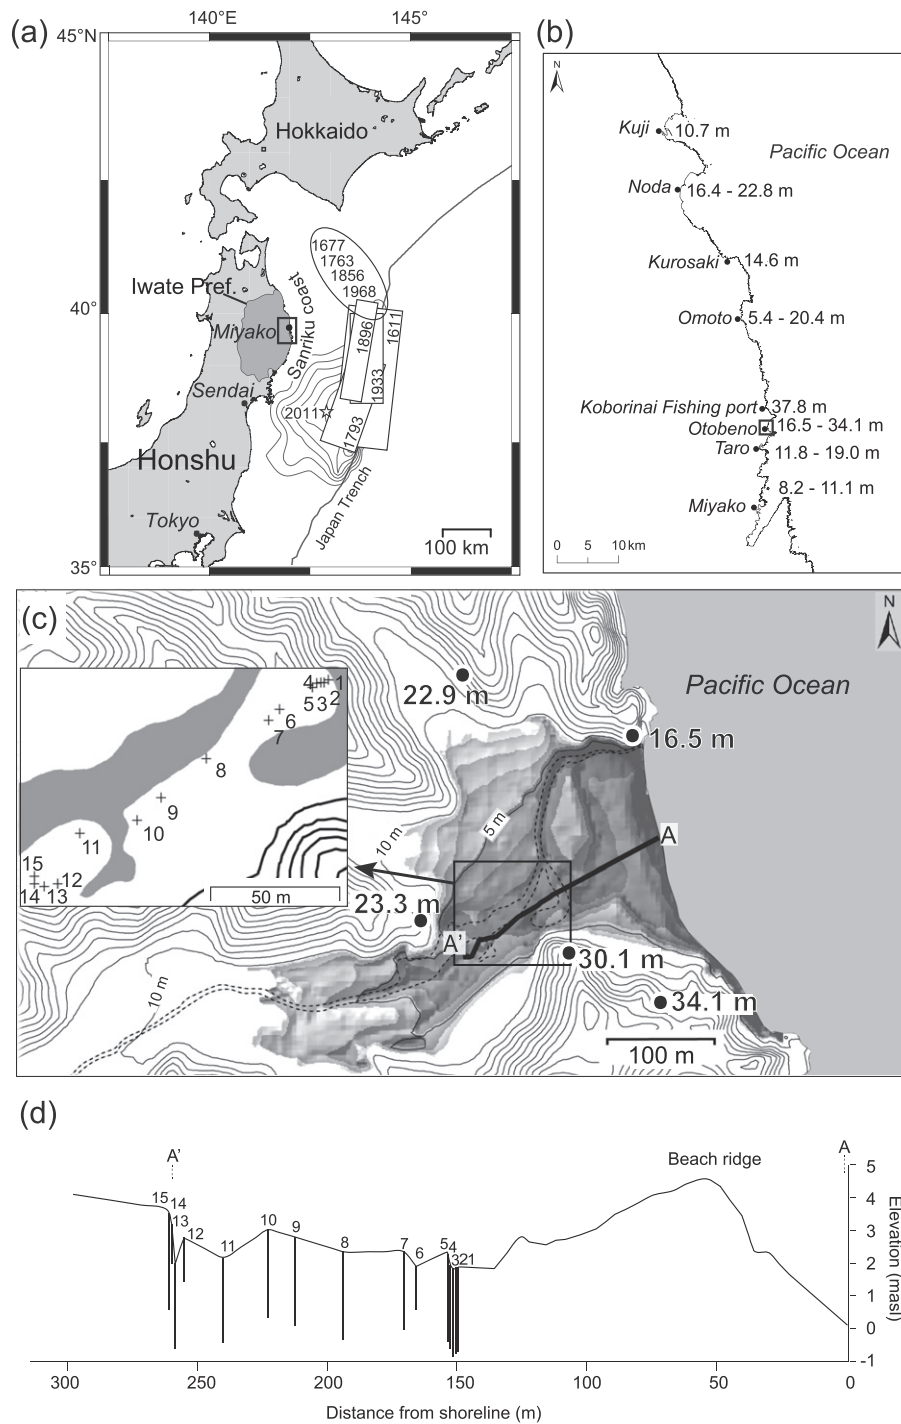 (a)
140°E
145°
45°N
Hokkaido
1677
1763
1856
1968
Iwate Pref.
Sanriku coast
40°
Miyako
1896
1611
1933
Sendai
2011
1793
Honshu
Japan Trench
Tokyo
100 km
35°
(b)
N
Kuji
10.7 m
Pacific Ocean
Noda
16.4 - 22.8 m
Kurosaki
14.6 m
Omoto
5.4 - 20.4 m
Koborinai Fishing port
37.8 m
Otobeno
16.5 - 34.1 m
Taro
11.8 - 19.0 m
8.2 - 11.1 m
Miyako
0 5 10 km
(c)
N
22.9 m
Pacific Ocean
16.5 m
4 1
5 3 2
6
7
8
9
10
11
15
12
14 13
50 m
5 m
10 m
A
23.3 m
A'
30.1 m
10 m
34.1 m
100 m
(d)
A'
Beach ridge
A
5
4
3
2
1
0
-1
Elevation (masl)
15 14
13
12
11
10
9
8
7
6
5 4
3 2 1
300 250 200 150 100 50 0
Distance from shoreline (m)